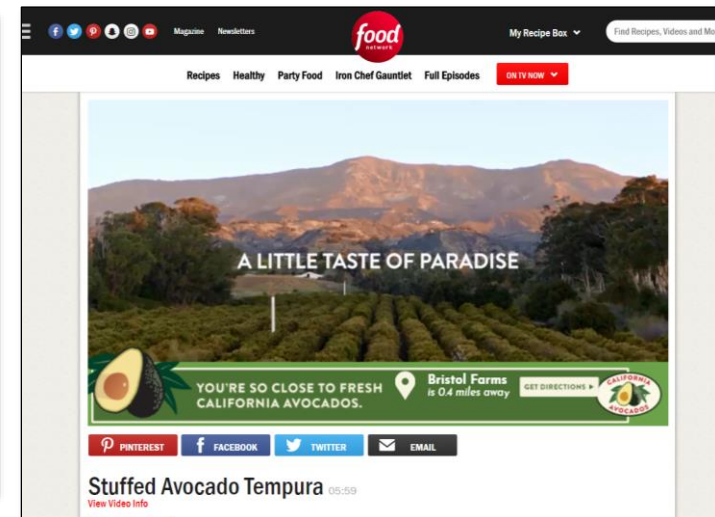 Magazine Newsletters
food
network
My Recipe Box
Find Recipes, Videos and Mo
Recipes Healthy Party Food Iron Chef Gauntlet Full Episodes ON TV NOW
A LITTLE TASTE OF PARADISE
YOU'RE SO CLOSE TO FRESH
CALIFORNIA AVOCADOS.
Bristol Farms
is 0.4 miles away
GET DIRECTIONS
CALIFORNIA
AVOCADOS
PINTEREST FACEBOOK TWITTER EMAIL
Stuffed Avocado Tempura 05:59
View Video Info